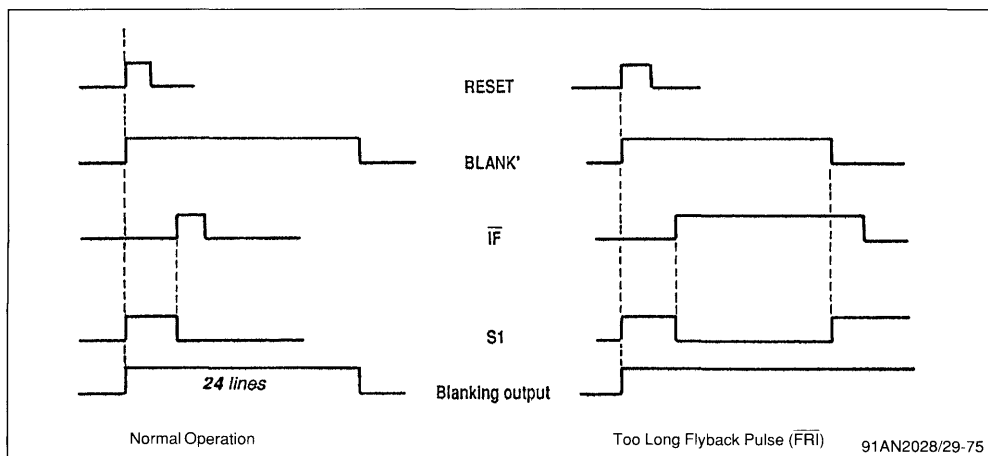 RESET
BLANK'
IF
S1
24 lines
Blanking output
Normal Operation
Too Long Flyback Pulse (FRI)
91AN2028/29-75